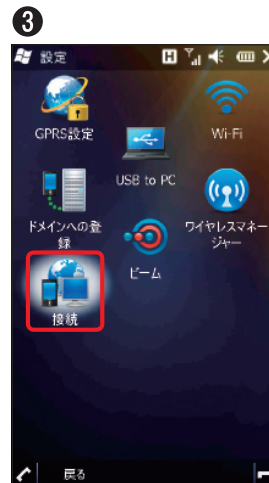 ❸
設定
H
GPRS設定
Wi-Fi
USB to PC
ドメインへの登
録
ワイヤレスマネー
ジャー
ビーム
接続
戻る